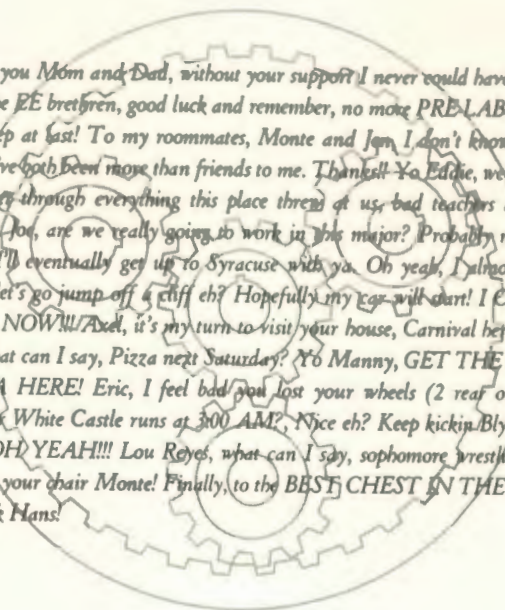 you Mom and Dad, without your support I never could have
EE brethren, good luck and remember, no more PRE-LAB
p at last! To my roommates, Monte and I don't know
've both been more than friends to me. Thanks!! Yo Eddie, we
through everything this place threw at us, bad teachers
Joe, are we really going to work in this major? Probably
I'll eventually get up to Syracuse with ya. Oh yeah, I almo
let's go jump off a cliff eh? Hopefully my car will start! I
NOW!!!/Axel, it's my turn to visit your house, Carnival
at can I say, Pizza next Saturday? Yo Manny, GET THE
A HERE! Eric, I feel bad you lost your wheels (2 rear
White Castle runs at 3:00 AM?, Nice eh? Keep kickin Bly
OH YEAH!!!! Lou Reyes, what can I say, sophomore wrestl
your chair Monte! Finally, to the BEST CHEST IN THE
k Hans!